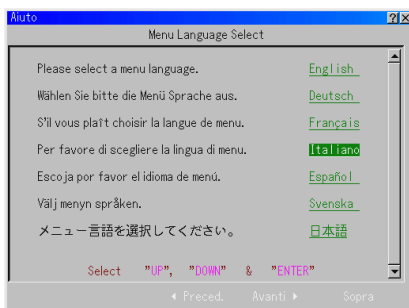 Aiuto
Menu Language Select
Please select a menu language. English
Wählen Sie bitte die Menü Sprache aus. Deutsch
S'il vous plaît choisir la langue de menu. Français
Per favore di scegliere la lingua di menu. Italiano
Escoja por favor el idioma de menú. Español
Välj menyn språken. Svenska
メニュー言語を選択してください。 日本語
Select "UP", "DOWN" & "ENTER"
Preced. Avanti Sopra